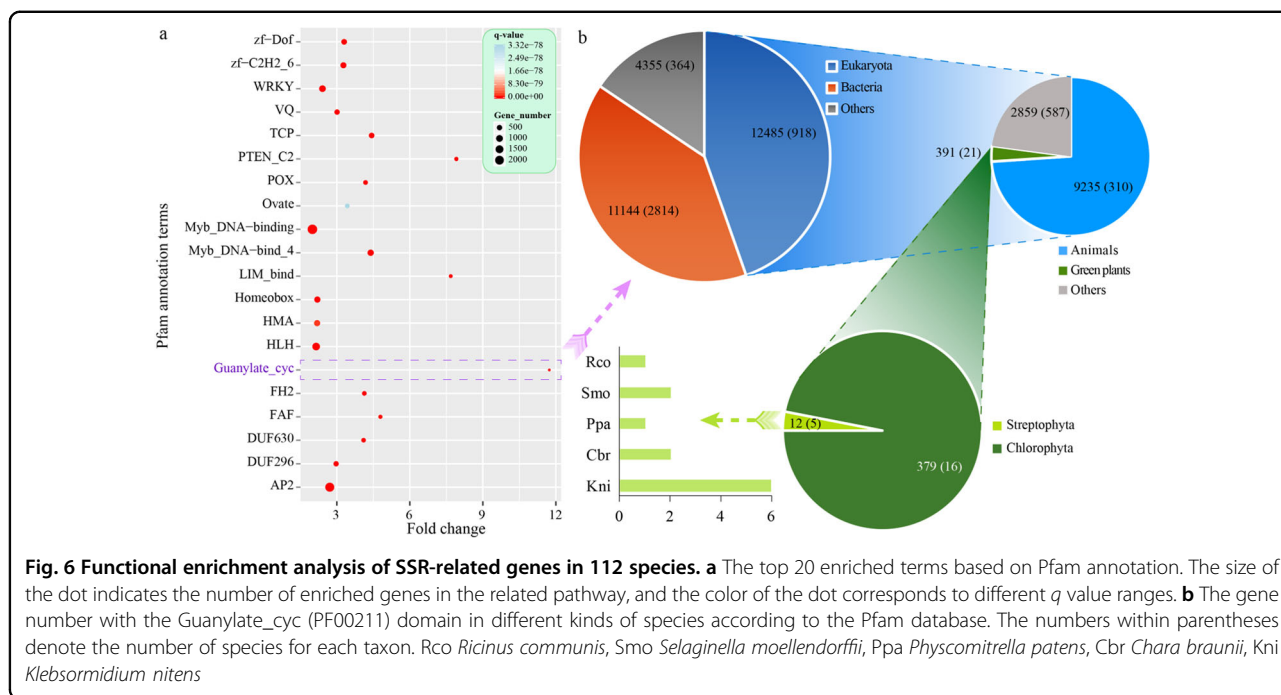 a
zf-Dof
zf-C2H2_6
WRKY
VQ
TCP
PTEN_C2
POX
Ovate
Myb_DNA-binding
Myb_DNA-bind_4
LIM_bind
Homeobox
HMA
HLH
Guanylate_cyc
FH2
FAF
DUF630
DUF296
AP2
Pfam annotation terms
3 6 9 12
Fold change
q-value
3.32e-78
2.49e-78
1.66e-78
8.30e-79
0.00e+00
Gene_number
500
1000
1500
2000
b
4355 (364)
12485 (918)
11144 (2814)
Eukaryota
Bacteria
Others
2859 (587)
391 (21)
9235 (310)
Animals
Green plants
Others
Rco
Smo
Ppa
Cbr
Kni
0 2 4 6
12 (5)
379 (16)
Streptophyta
Chlorophyta
Fig. 6 Functional enrichment analysis of SSR-related genes in 112 species. a The top 20 enriched terms based on Pfam annotation. The size of
the dot indicates the number of enriched genes in the related pathway, and the color of the dot corresponds to different q value ranges. b The gene
number with the Guanylate_cyc (PF00211) domain in different kinds of species according to the Pfam database. The numbers within parentheses
denote the number of species for each taxon. Rco Ricinus communis, Smo Selaginella moellendorffii, Ppa Physcomitrella patens, Cbr Chara braunii, Kni
Klebsormidium nitens